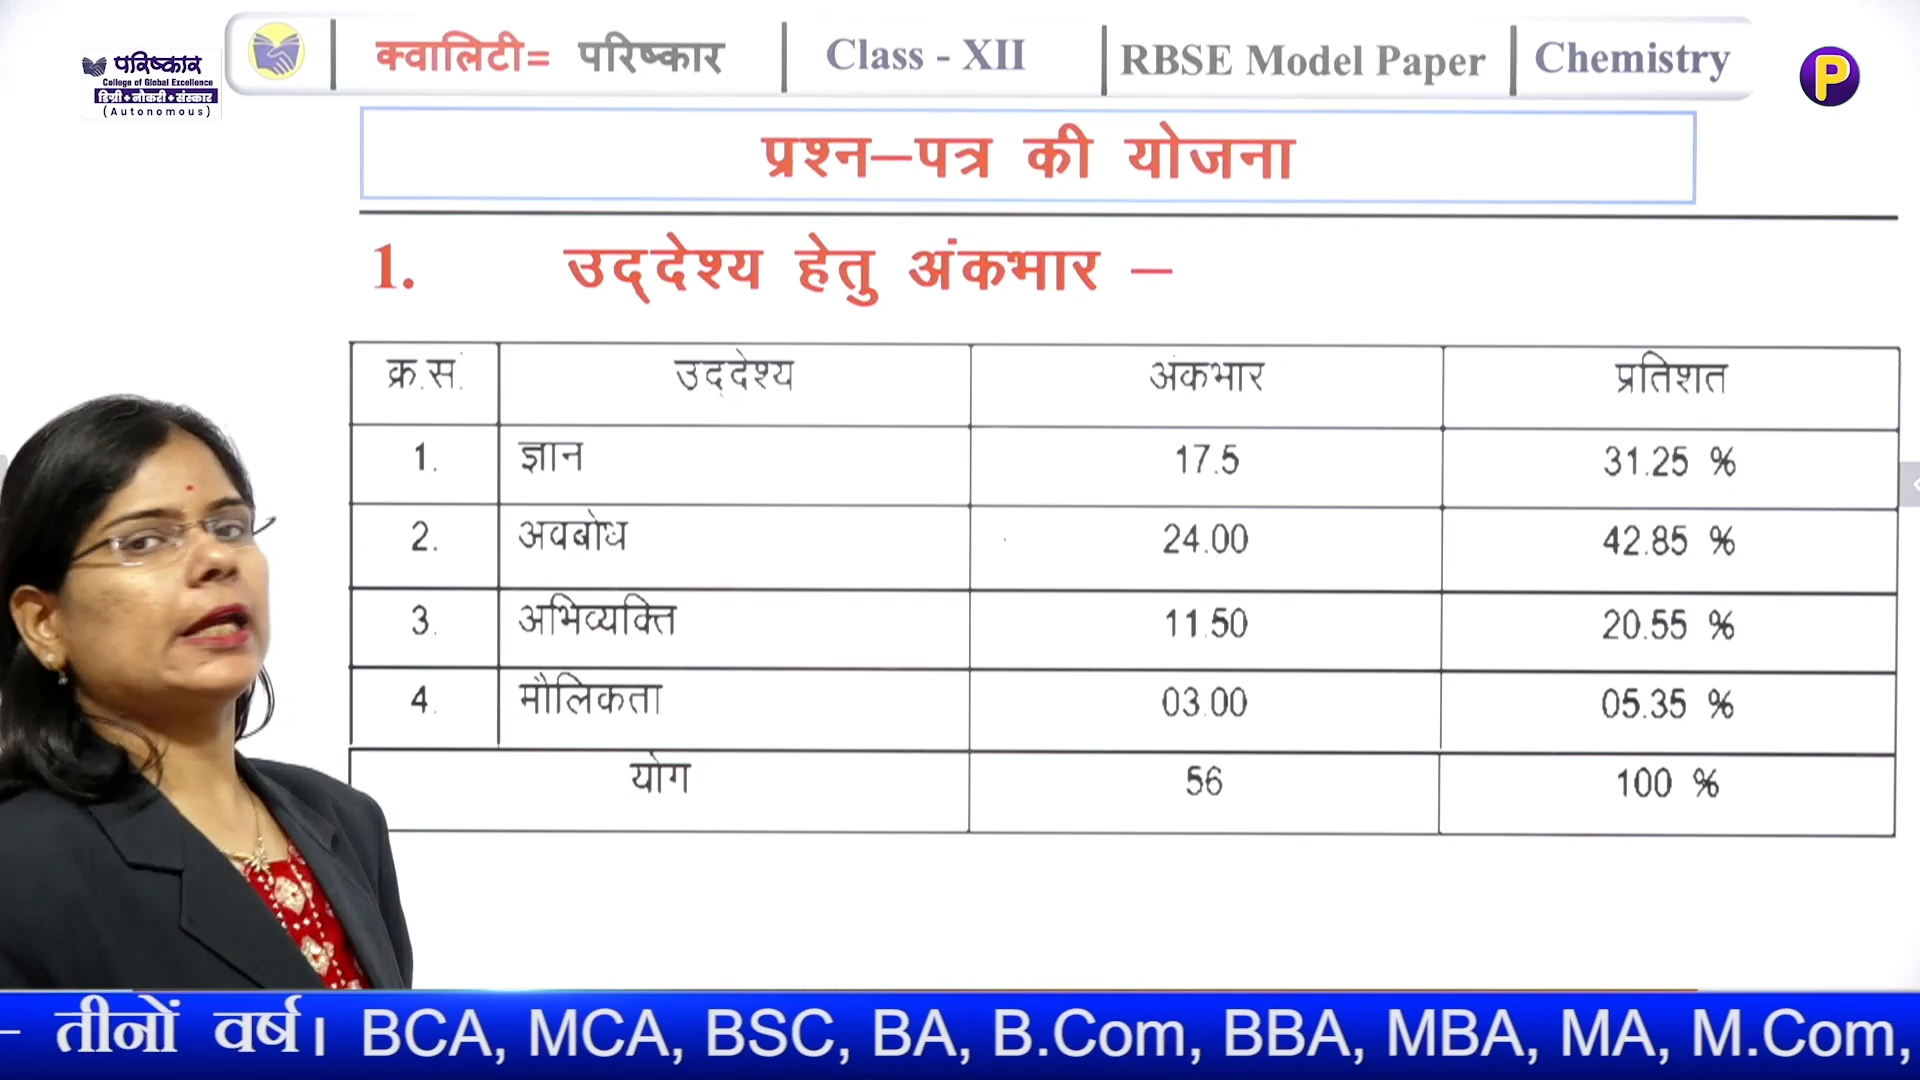 परिष्कार
College of Global Excellence
डिग्री + नौकरी + संस्कार
(Autonomous)
क्वालिटी= परिष्कार
Class - XII
RBSE Model Paper
Chemistry
P
प्रश्न–पत्र की योजना
1. उद्देश्य हेतु अंकभार –
क्र.सं. उद्देश्य अंकभार प्रतिशत
1. ज्ञान 17.5 31.25 %
2. अवबोध 24.00 42.85 %
3. अभिव्यक्ति 11.50 20.55 %
4. मौलिकता 03.00 05.35 %
योग 56 100 %
– तीनों वर्ष। BCA, MCA, BSC, BA, B.Com, BBA, MBA, MA, M.Com,